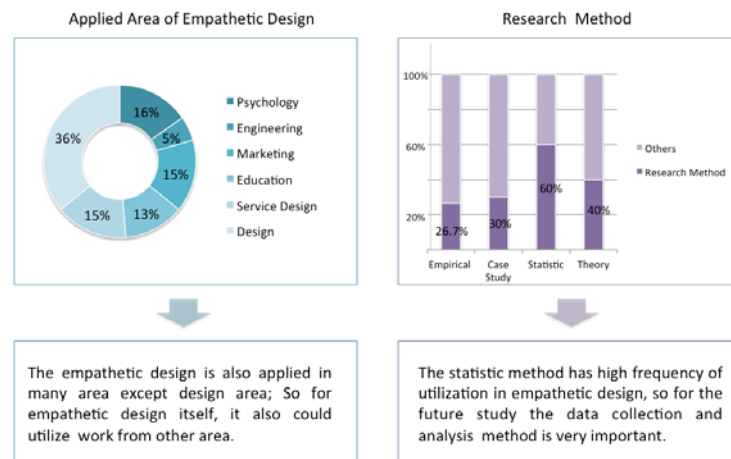 Applied Area of Empathetic Design
16%
5%
15%
13%
15%
36%
Psychology
Engineering
Marketing
Education
Service Design
Design
The empathetic design is also applied in
many area except design area; So for
empathetic design itself, it also could
utilize work from other area.
Research Method
100%
60%
20%
26.7%
30%
60%
40%
Empirical
Case
Study
Statistic
Theory
Others
Research Method
The statistic method has high frequency of
utilization in empathetic design, so for the
future study the data collection and
analysis method is very important.